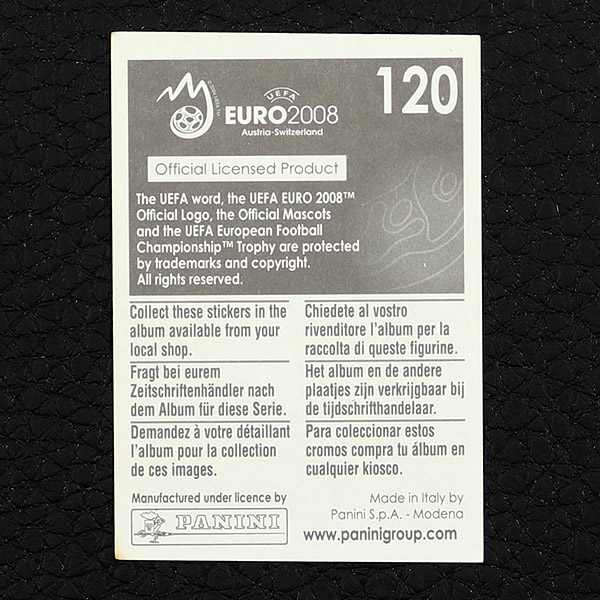 UEFA
EURO2008
Austria-Switzerland
120
Official Licensed Product
The UEFA word, the UEFA EURO 2008™
Official Logo, the Official Mascots
and the UEFA European Football
Championship™ Trophy are protected
by trademarks and copyright.
All rights reserved.
Collect these stickers in the
album available from your
local shop.
Chiedete al vostro
rivenditore l'album per la
raccolta di queste figurine.
Fragt bei eurem
Zeitschriftenhändler nach
dem Album für diese Serie.
Het album en de andere
plaatjes zijn verkrijgbaar bij
de tijdschrifthandelaar.
Demandez à votre détaillant
l'album pour la collection
de ces images.
Para coleccionar estos
cromos compra tu álbum en
cualquier kiosco.
Manufactured under licence by
PANINI
Made in Italy by
Panini S.p.A. - Modena
www.paninigroup.com